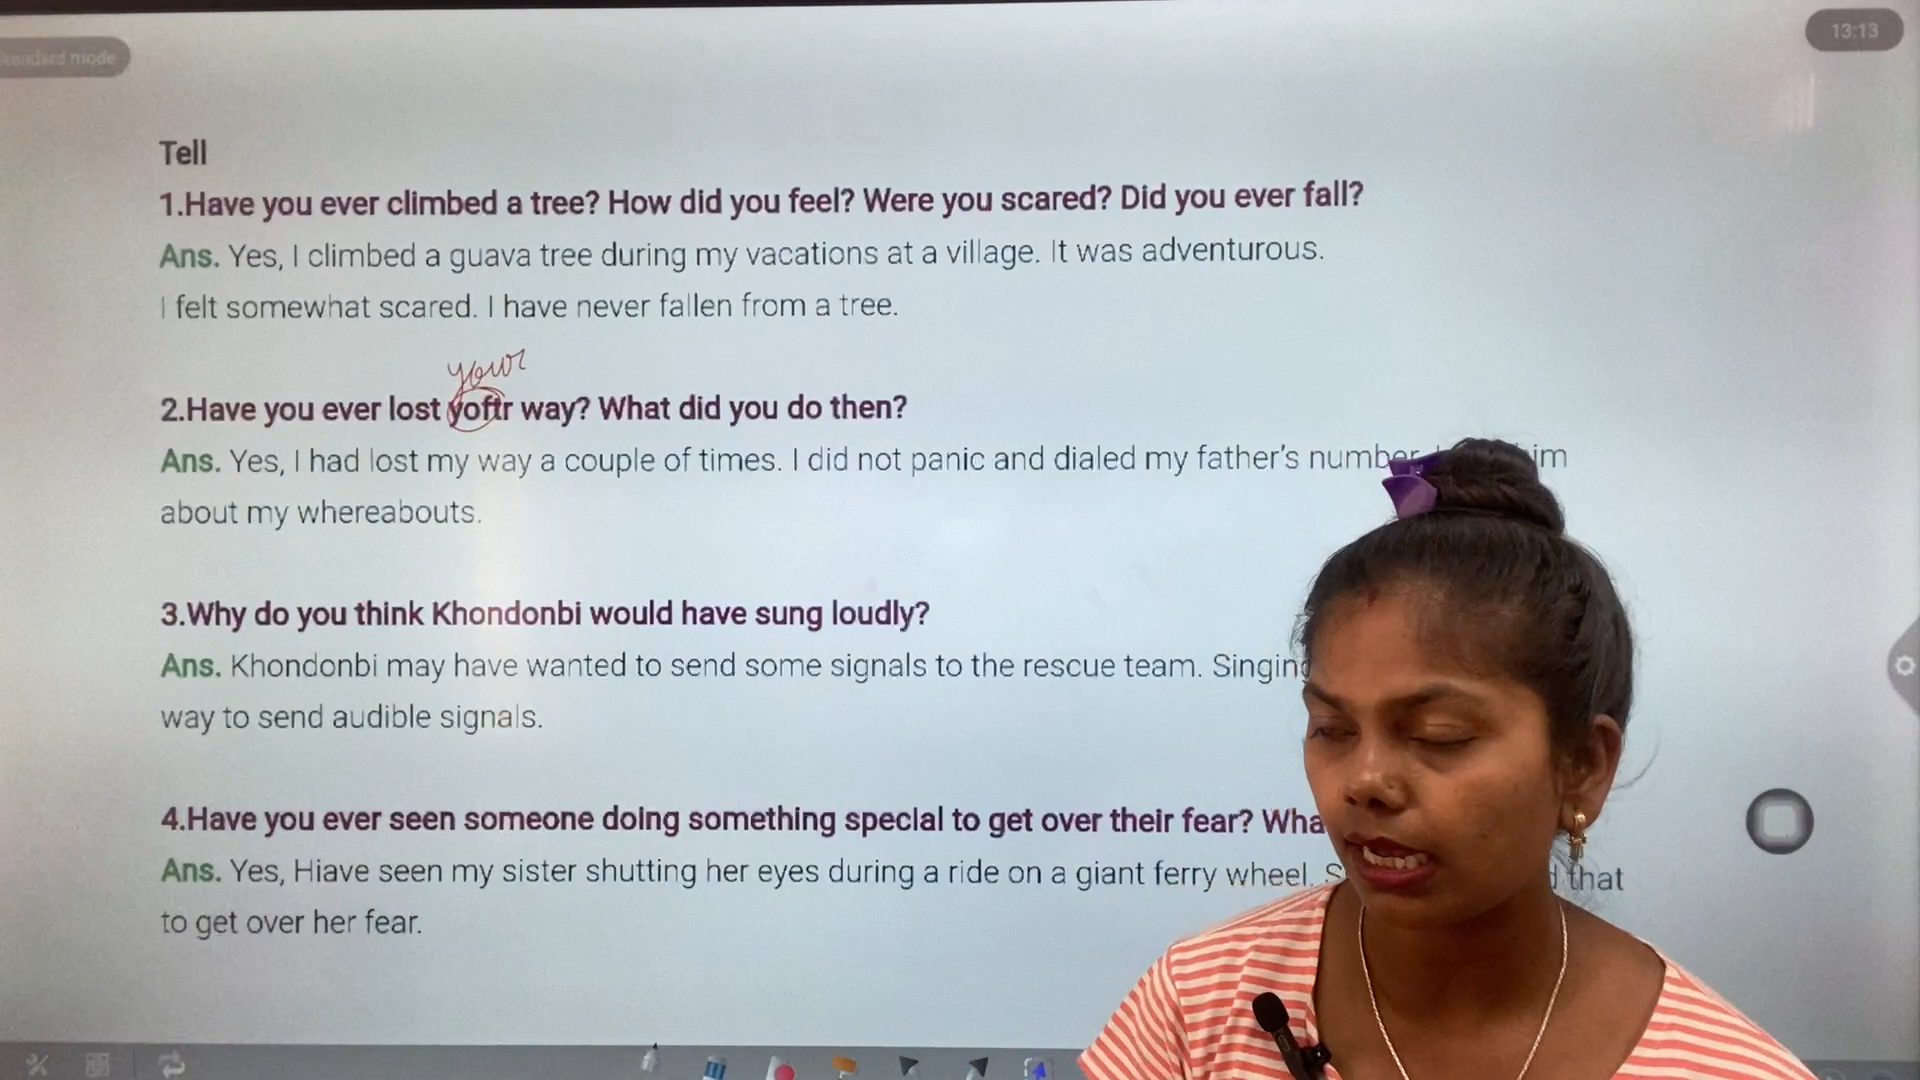 Standard mode
13:13
Tell
1.Have you ever climbed a tree? How did you feel? Were you scared? Did you ever fall?
Ans. Yes, I climbed a guava tree during my vacations at a village. It was adventurous.
I felt somewhat scared. I have never fallen from a tree.
your
2.Have you ever lost yoftr way? What did you do then?
Ans. Yes, I had lost my way a couple of times. I did not panic and dialed my father's number
about my whereabouts.
3.Why do you think Khondonbi would have sung loudly?
Ans. Khondonbi may have wanted to send some signals to the rescue team. Singing
way to send audible signals.
4.Have you ever seen someone doing something special to get over their fear?
Ans. Yes, Hiave seen my sister shutting her eyes during a ride on a giant ferry wheel. that
to get over her fear.